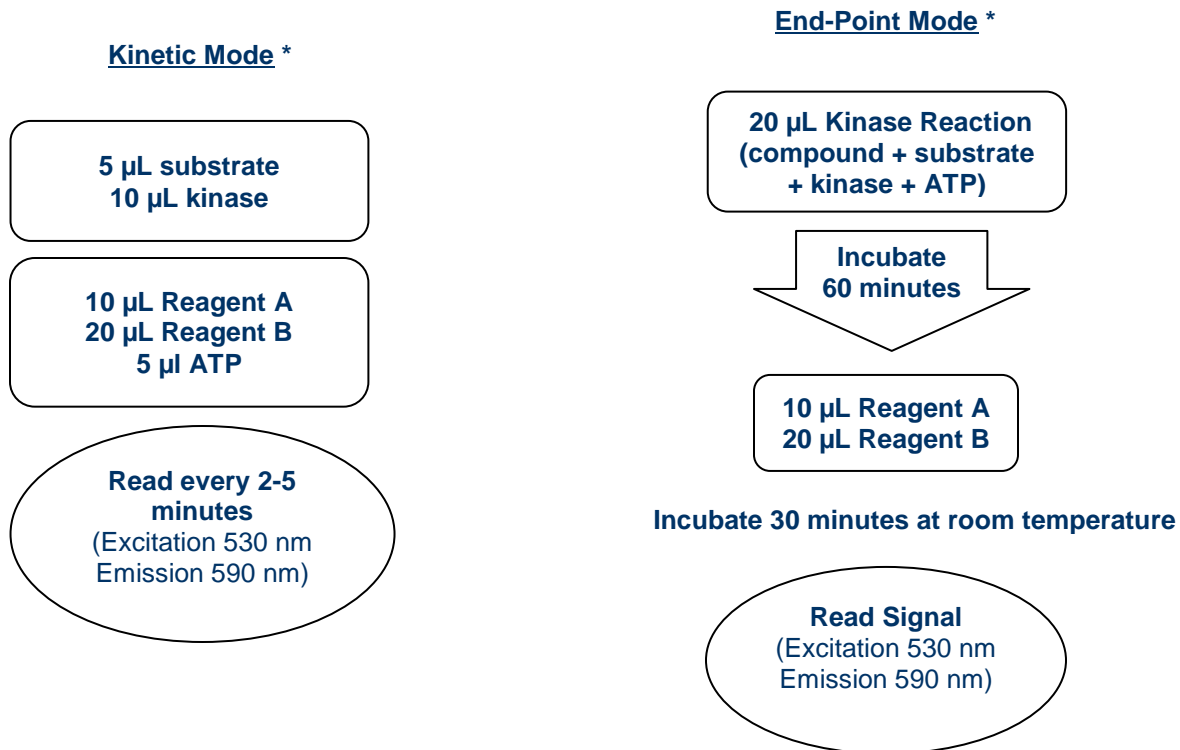 Kinetic Mode *
5 µL substrate
10 µL kinase
10 µL Reagent A
20 µL Reagent B
5 µl ATP
Read every 2-5
minutes
(Excitation 530 nm
Emission 590 nm)
End-Point Mode *
20 µL Kinase Reaction
(compound + substrate
+ kinase + ATP)
Incubate
60 minutes
10 µL Reagent A
20 µL Reagent B
Incubate 30 minutes at room temperature
Read Signal
(Excitation 530 nm
Emission 590 nm)